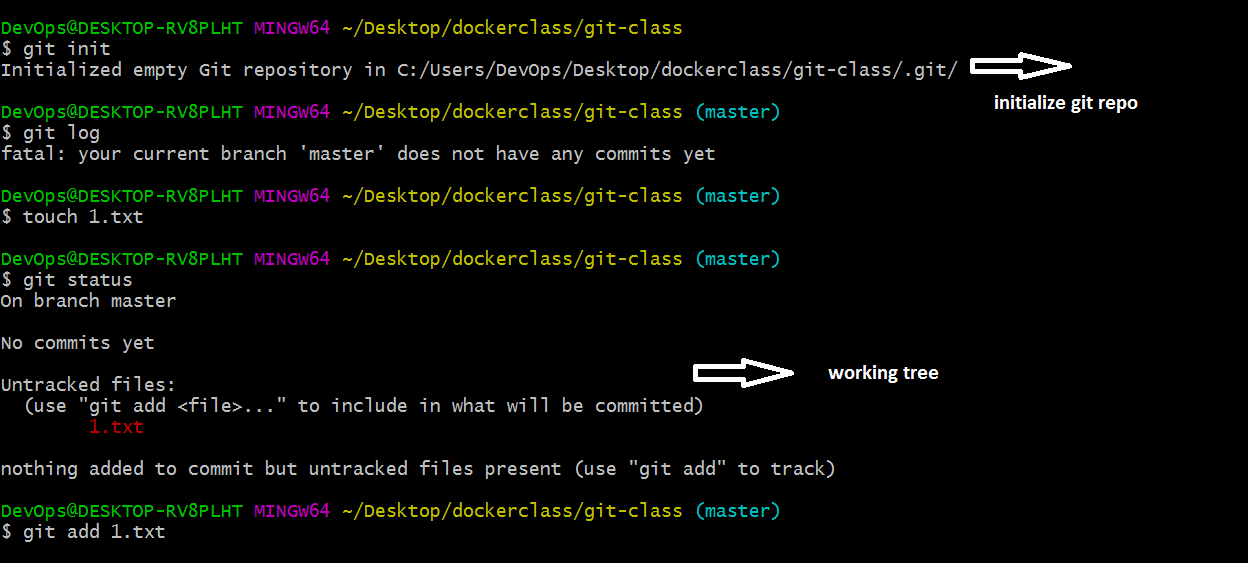 DevOps@DESKTOP-RV8PLHT MINGW64 ~/Desktop/dockerclass/git-class
$ git init
Initialized empty Git repository in C:/Users/DevOps/Desktop/dockerclass/git-class/.git/
initialize git repo
DevOps@DESKTOP-RV8PLHT MINGW64 ~/Desktop/dockerclass/git-class (master)
$ git log
fatal: your current branch 'master' does not have any commits yet
DevOps@DESKTOP-RV8PLHT MINGW64 ~/Desktop/dockerclass/git-class (master)
$ touch 1.txt
DevOps@DESKTOP-RV8PLHT MINGW64 ~/Desktop/dockerclass/git-class (master)
$ git status
On branch master
No commits yet
working tree
Untracked files:
(use "git add <file>..." to include in what will be committed)
1.txt
nothing added to commit but untracked files present (use "git add" to track)
DevOps@DESKTOP-RV8PLHT MINGW64 ~/Desktop/dockerclass/git-class (master)
$ git add 1.txt